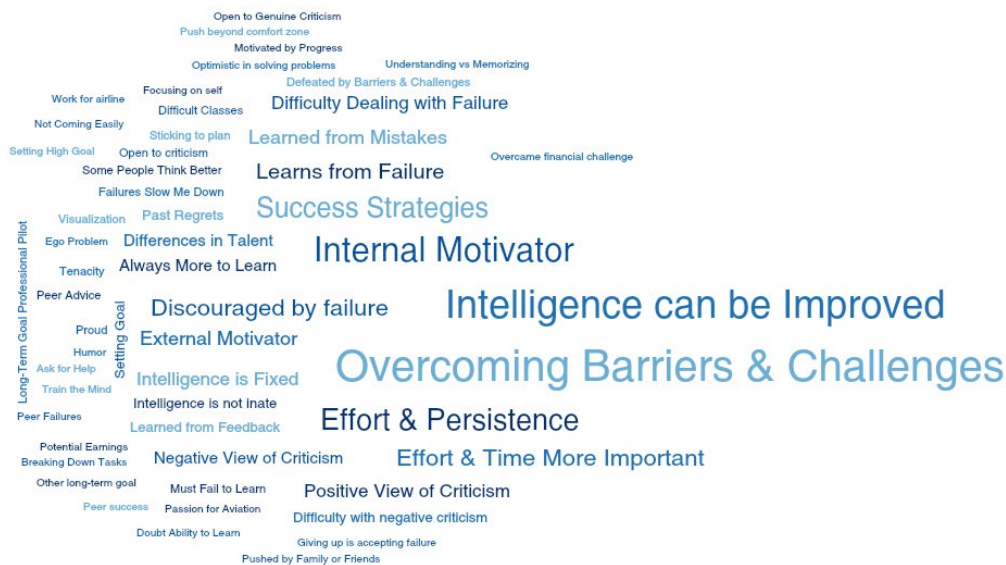 Open to Genuine Criticism
Push beyond comfort zone
Motivated by Progress
Optimistic in solving problems
Understanding vs Memorizing
Defeated by Barriers & Challenges
Work for airline
Focusing on self
Difficult Classes
Difficulty Dealing with Failure
Not Coming Easily
Sticking to plan
Learned from Mistakes
Setting High Goal
Open to criticism
Overcame financial challenge
Some People Think Better
Learns from Failure
Failures Slow Me Down
Visualization
Past Regrets
Success Strategies
Ego Problem
Differences in Talent
Internal Motivator
Tenacity
Always More to Learn
Long-Term Goal Professional Pilot
Peer Advice
Setting Goal
Discouraged by failure
Intelligence can be Improved
Proud
External Motivator
Humor
Ask for Help
Overcoming Barriers & Challenges
Train the Mind
Intelligence is Fixed
Intelligence is not inate
Peer Failures
Learned from Feedback
Effort & Persistence
Potential Earnings
Breaking Down Tasks
Negative View of Criticism
Effort & Time More Important
Other long-term goal
Must Fail to Learn
Positive View of Criticism
Peer success
Passion for Aviation
Difficulty with negative criticism
Doubt Ability to Learn
Giving up is accepting failure
Pushed by Family or Friends